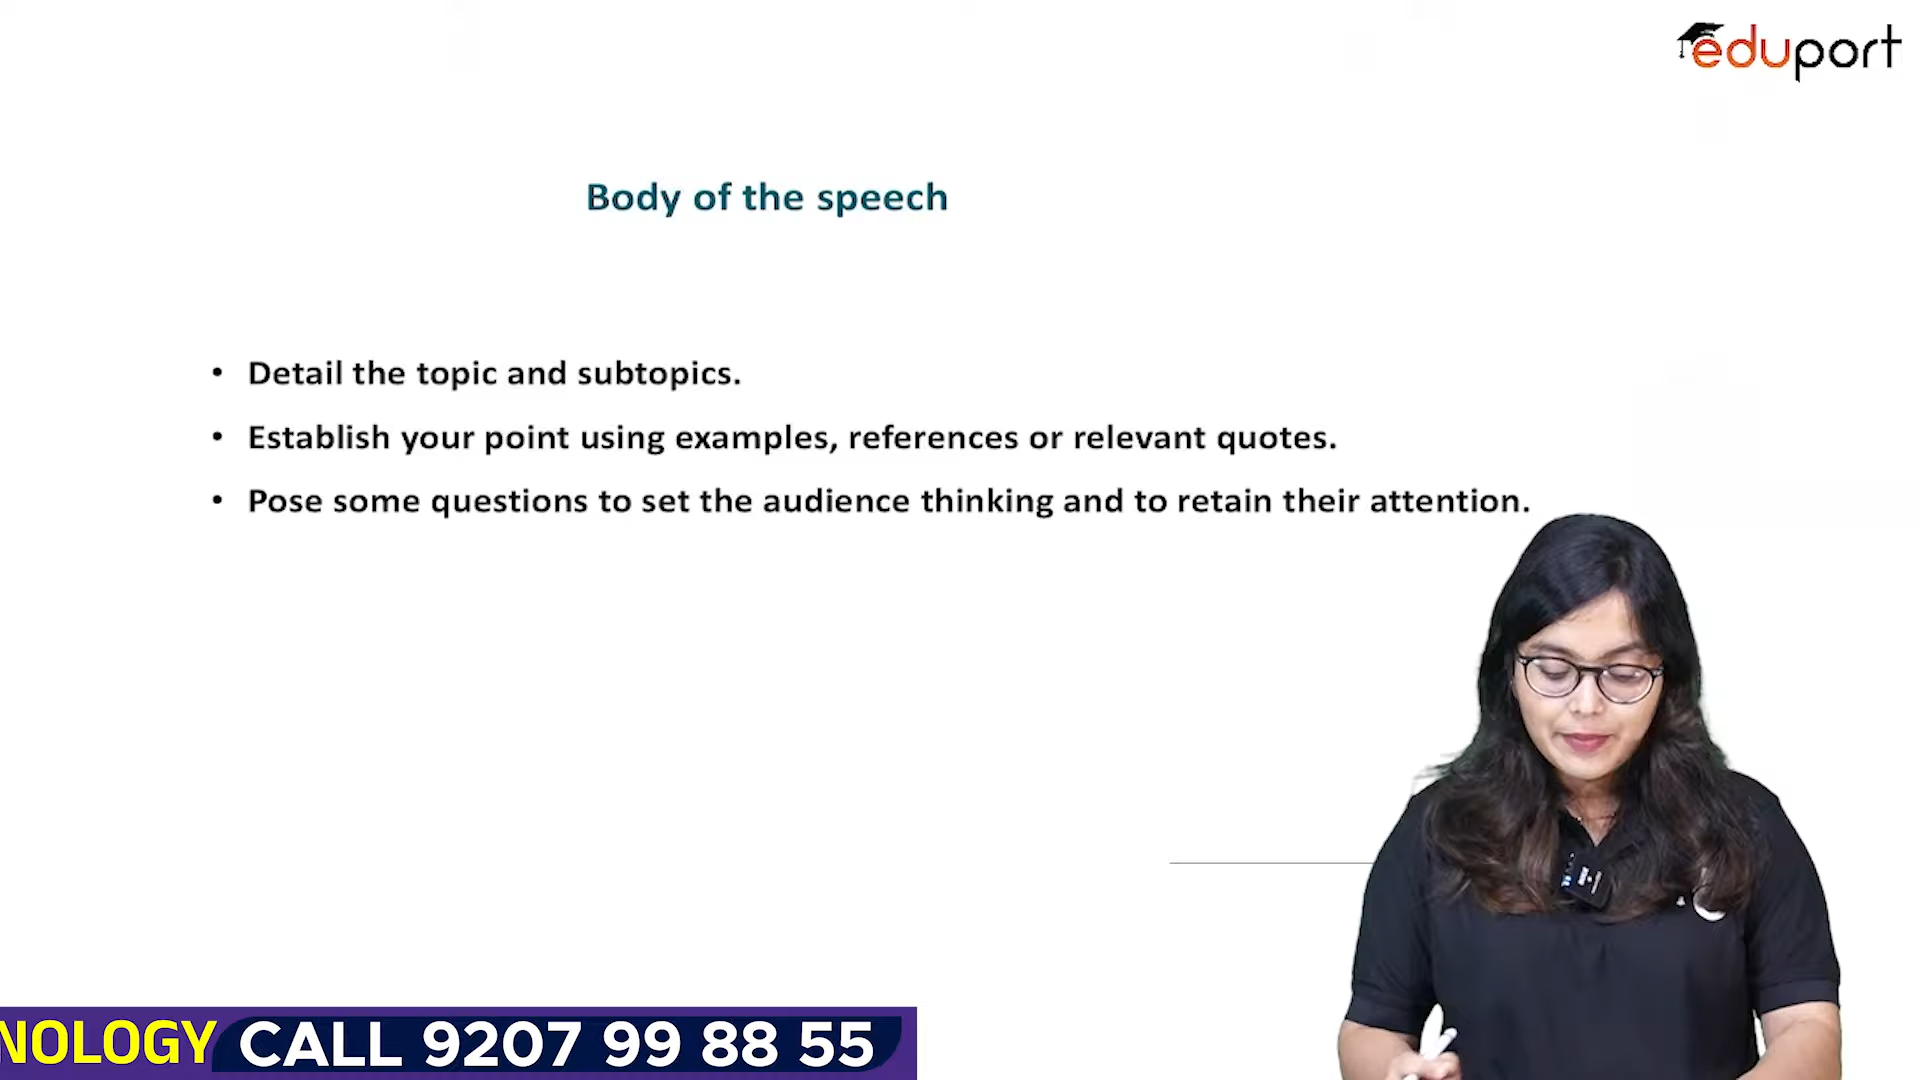 eduport
Body of the speech
• Detail the topic and subtopics.
• Establish your point using examples, references or relevant quotes.
• Pose some questions to set the audience thinking and to retain their attention.
NOLOGY CALL 9207 99 88 55